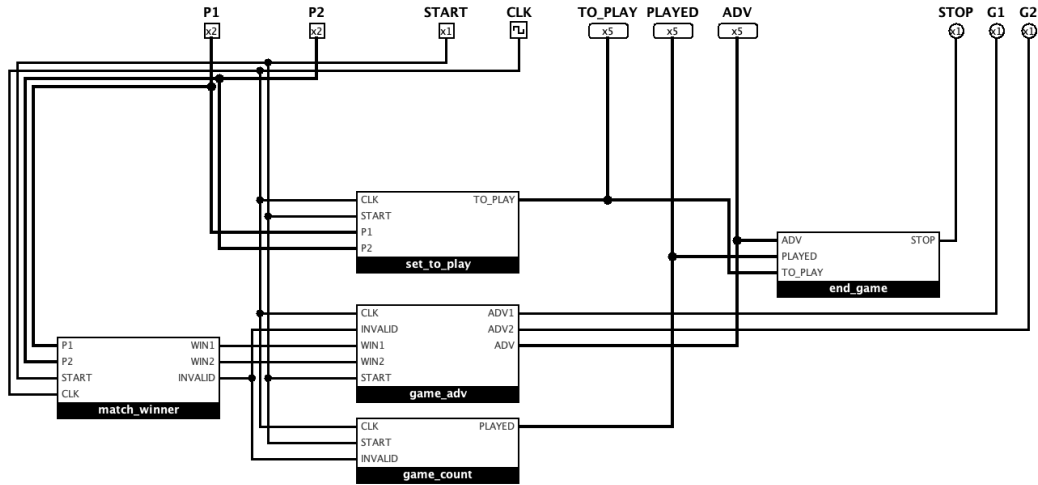 P1 P2 START CLK TO_PLAY PLAYED ADV STOP G1 G2
x2 x2 x1 x5 x5 x5 x1 x1 x1
CLK TO_PLAY
START
P1
P2
set_to_play
ADV STOP
PLAYED
TO_PLAY
end_game
CLK ADV1
INVALID ADV2
WIN1 ADV
WIN2
START
game_adv
P1 WIN1
P2 WIN2
START INVALID
CLK
match_winner
CLK PLAYED
START
INVALID
game_count